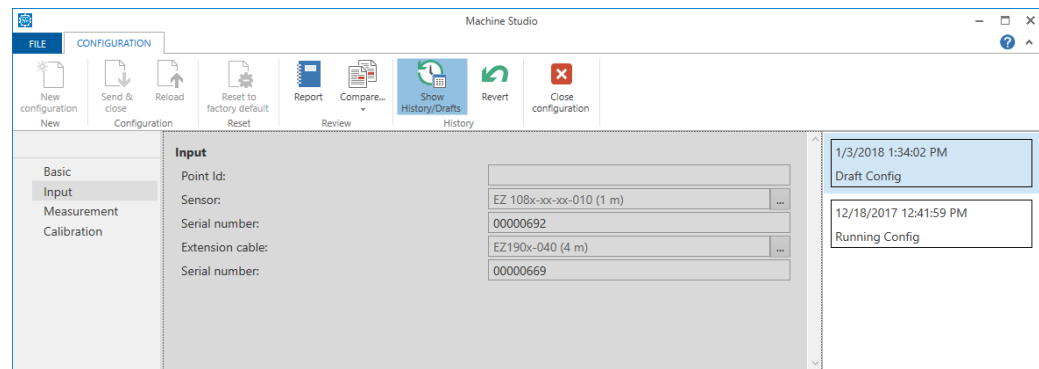 Machine Studio
FILE
CONFIGURATION
New
configuration
Send &
close
Reload
Reset to
factory default
Report
Compare...
Show
History/Drafts
Revert
Close
configuration
New
Configuration
Reset
Review
History
Basic
Input
Measurement
Calibration
Input
Point Id:
Sensor:
EZ 108x-xx-xx-010 (1 m)
...
Serial number:
00000692
Extension cable:
EZ190x-040 (4 m)
...
Serial number:
00000669
1/3/2018 1:34:02 PM
Draft Config
12/18/2017 12:41:59 PM
Running Config